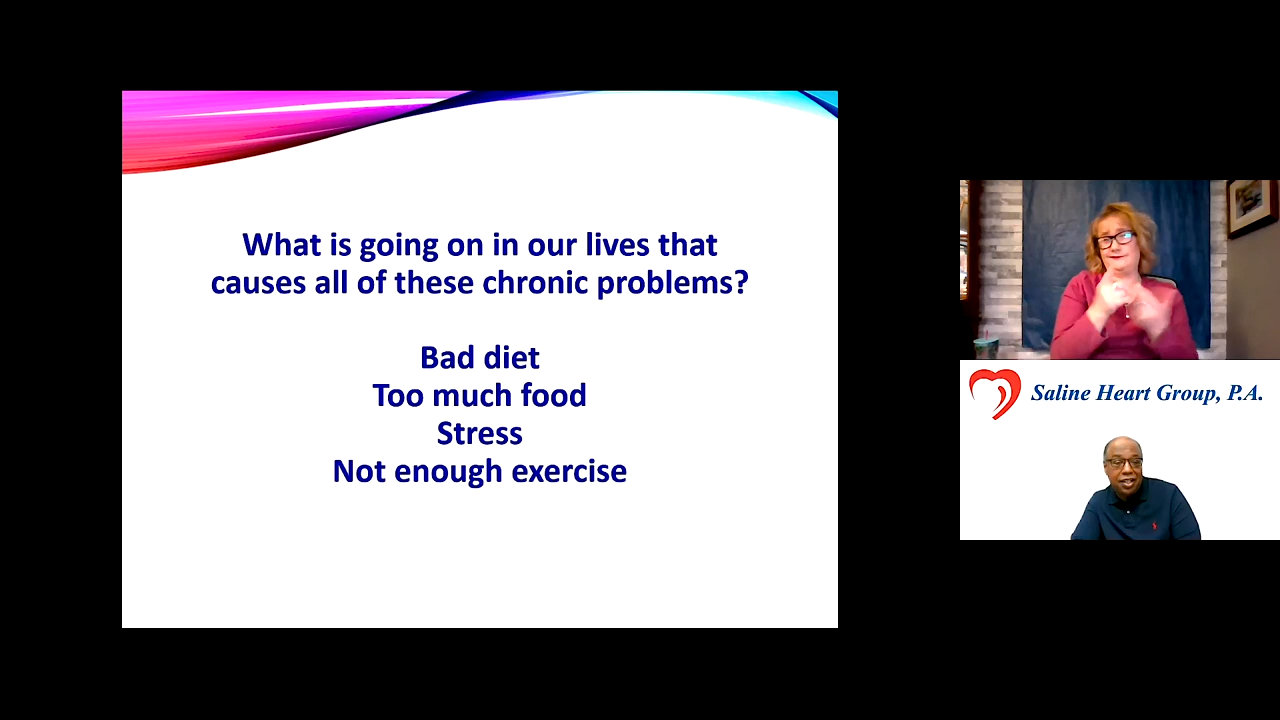 What is going on in our lives that
causes all of these chronic problems?
Bad diet
Too much food
Stress
Not enough exercise
Saline Heart Group, P.A.